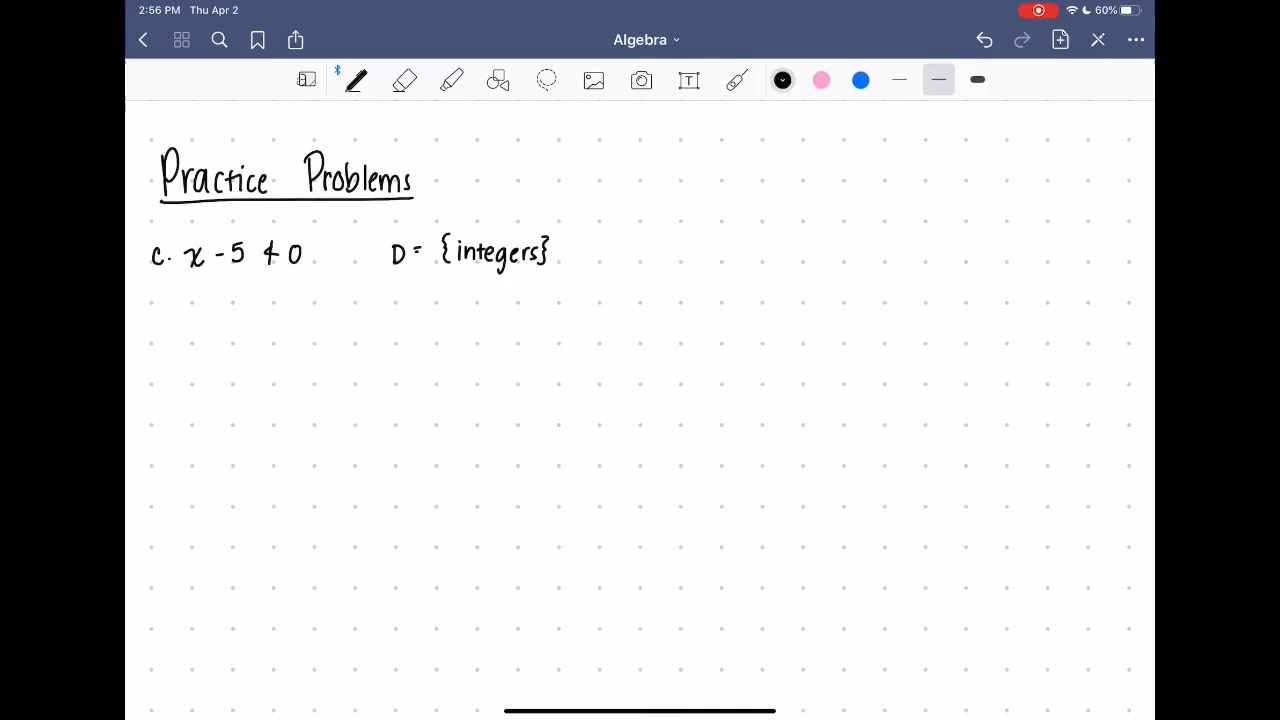 2:56 PM Thu Apr 2
60%
Algebra
T
Practice Problems
c. x - 5 ≮ 0 D = {integers}